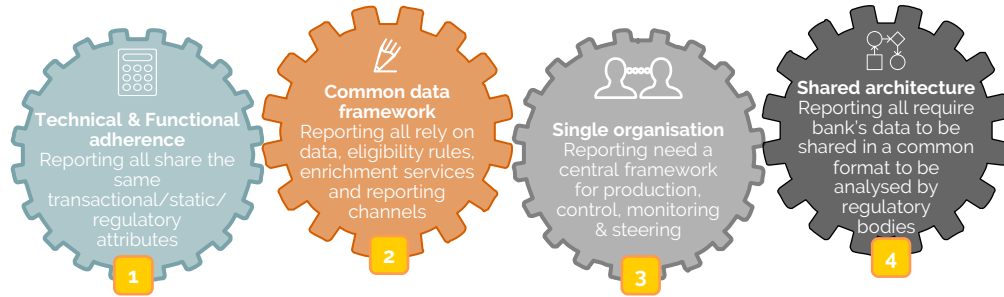 Technical & Functional
adherence
Reporting all share the
same
transactional/static/
regulatory
attributes
1
Common data
framework
Reporting all rely on
data, eligibility rules,
enrichment services
and reporting
channels
2
Single organisation
Reporting need a
central framework
for production,
control, monitoring
& steering
3
Shared architecture
Reporting all require
bank's data to be
shared in a common
format to be
analysed by
regulatory
bodies
4